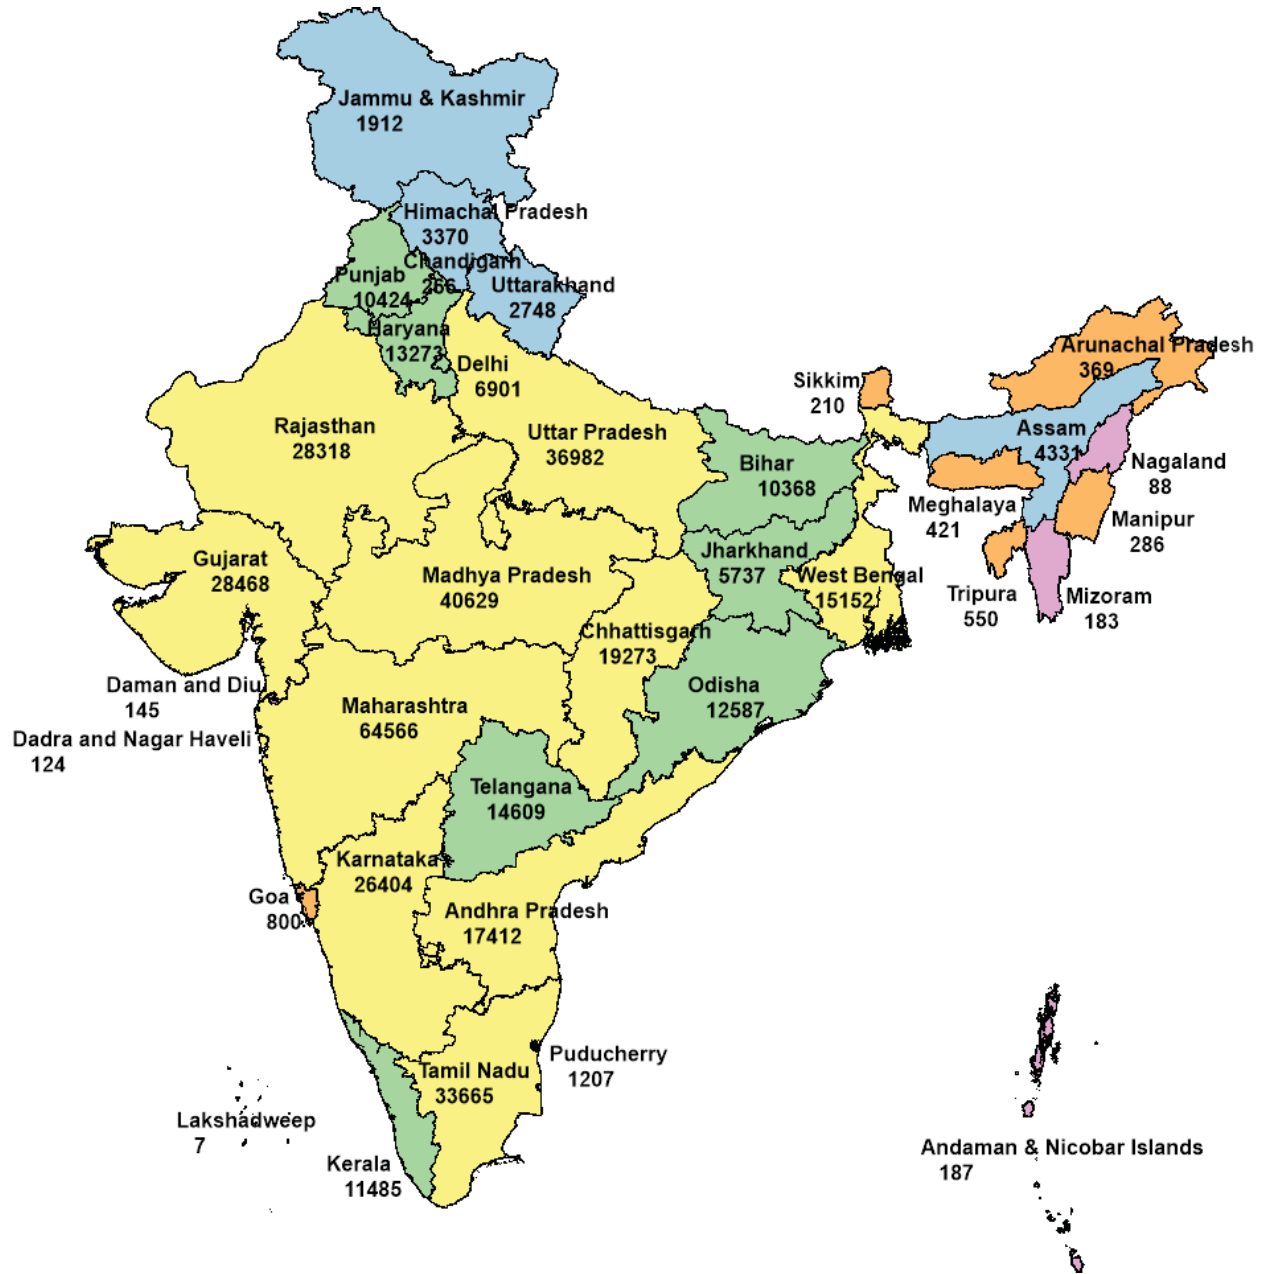 Jammu & Kashmir
1912
Himachal Pradesh
3370
Chandigarh
266
Punjab
10424
Uttarakhand
2748
Haryana
13273
Delhi
6901
Arunachal Pradesh
369
Sikkim
210
Rajasthan
28318
Uttar Pradesh
36982
Assam
4331
Bihar
10368
Nagaland
88
Meghalaya
421
Manipur
286
Gujarat
28468
Jharkhand
5737
Madhya Pradesh
40629
West Bengal
15152
Tripura
550
Mizoram
183
Chhattisgarh
19273
Daman and Diu
145
Odisha
12587
Maharashtra
64566
Dadra and Nagar Haveli
124
Telangana
14609
Karnataka
26404
Goa
800
Andhra Pradesh
17412
Puducherry
1207
Tamil Nadu
33665
Lakshadweep
7
Andaman & Nicobar Islands
187
Kerala
11485